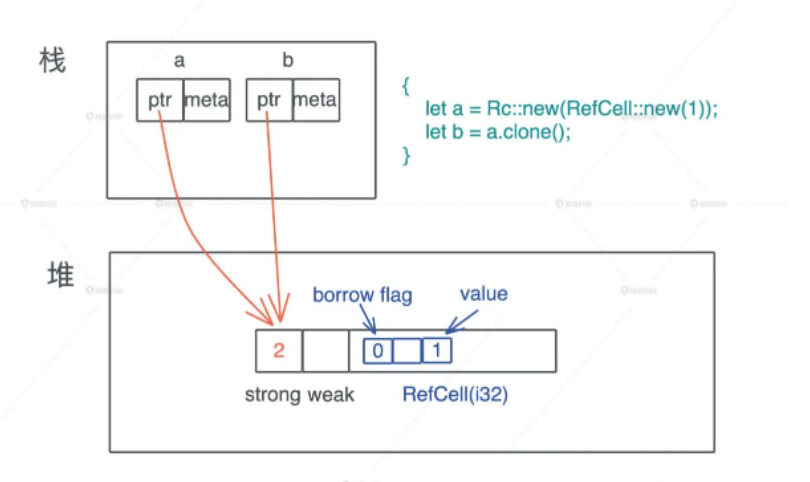 栈
a
b
ptr
meta
ptr
meta
{
let a = Rc::new(RefCell::new(1));
let b = a.clone();
}
堆
borrow flag
value
2
0
1
strong weak
RefCell(i32)